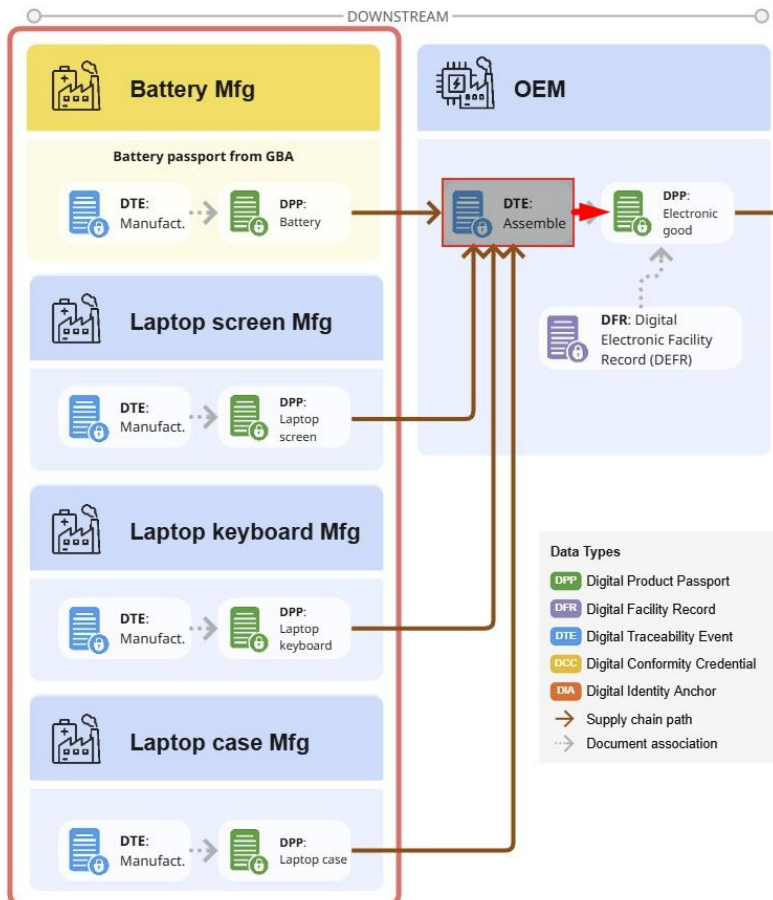 DOWNSTREAM
Battery Mfg
Battery passport from GBA
DTE:
Manufact.
DPP:
Battery
Laptop screen Mfg
DTE:
Manufact.
DPP:
Laptop
screen
Laptop keyboard Mfg
DTE:
Manufact.
DPP:
Laptop
keyboard
Laptop case Mfg
DTE:
Manufact.
DPP:
Laptop case
OEM
DTE:
Assemble
DPP:
Electronic
good
DFR: Digital
Electronic Facility
Record (DEFR)
Data Types
DPP Digital Product Passport
DFR Digital Facility Record
DTE Digital Traceability Event
DCC Digital Conformity Credential
DIA Digital Identity Anchor
Supply chain path
Document association